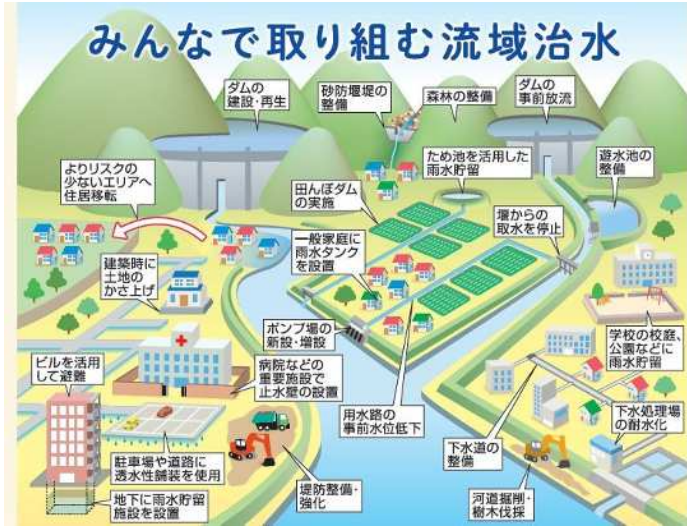 みんなで取り組む流域治水
ダムの
建設・再生
砂防堰堤の
整備
森林の整備
ダムの
事前放流
よりリスクの
少ないエリアへ
住居移転
田んぼダム
の実施
ため池を活用した
雨水貯留
遊水池の
整備
一般家庭に
雨水タンク
を設置
堰からの
取水を停止
建築時に
土地の
かさ上げ
ポンプ場の
新設・増設
学校の校庭、
公園などに
雨水貯留
ビルを活用
して避難
病院などの
重要施設で
止水壁の設置
用水路の
事前水位低下
下水道の
整備
下水処理場
の耐水化
駐車場や道路に
透水性舗装を使用
堤防整備・
強化
河道掘削・
樹木伐採
地下に雨水貯留
施設を設置